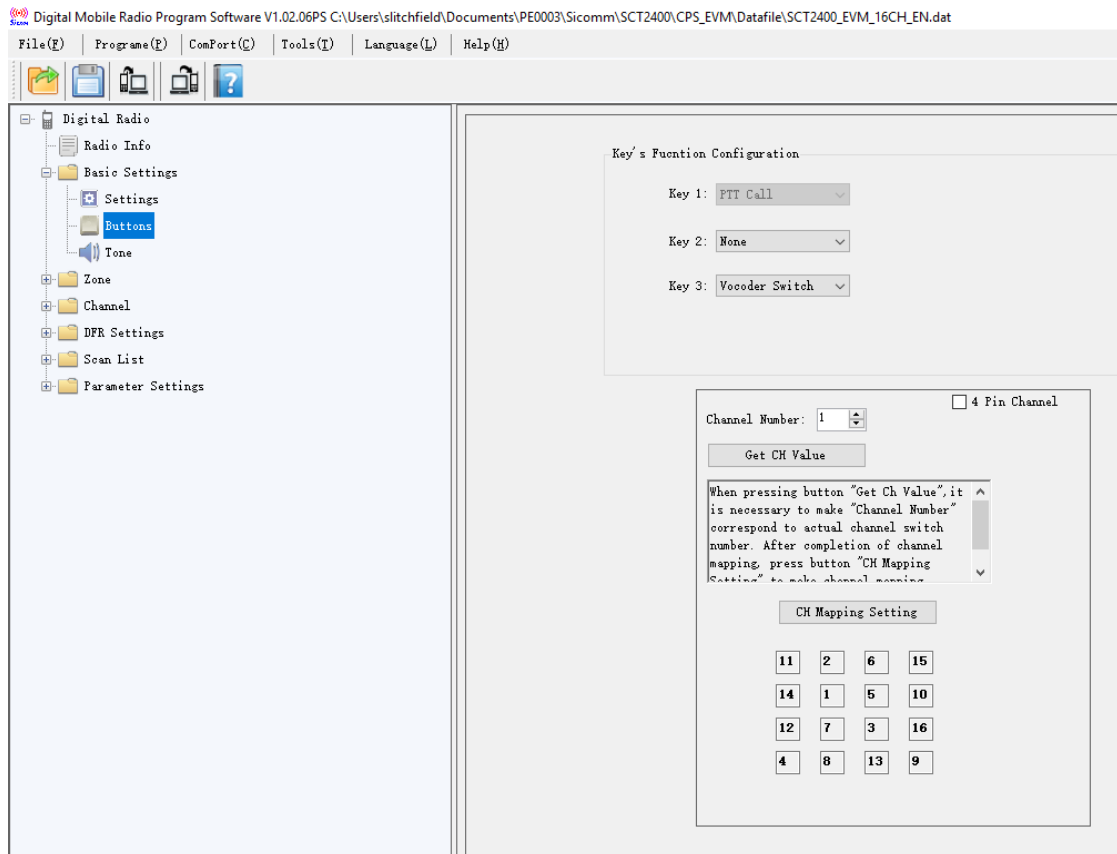 Digital Mobile Radio Program Software V1.02.06PS C:\Users\slitchfield\Documents\PE0003\Sicomm\SCT2400\CPS_EVM\Datafile\SCT2400_EVM_16CH_EN.dat
File(F) Programe(P) ComPort(C) Tools(T) Language(L) Help(H)
Digital Radio
Radio Info
Basic Settings
Settings
Buttons
Tone
Zone
Channel
DFR Settings
Scan List
Parameter Settings
Key's Fucntion Configuration
Key 1: PTT Call
Key 2: None
Key 3: Vocoder Switch
4 Pin Channel
Channel Number: 1
Get CH Value
When pressing button "Get Ch Value",it
is necessary to make "Channel Number"
correspond to actual channel switch
number. After completion of channel
mapping, press button "CH Mapping
Setting" to make channel mapping
CH Mapping Setting
11 2 6 15
14 1 5 10
12 7 3 16
4 8 13 9